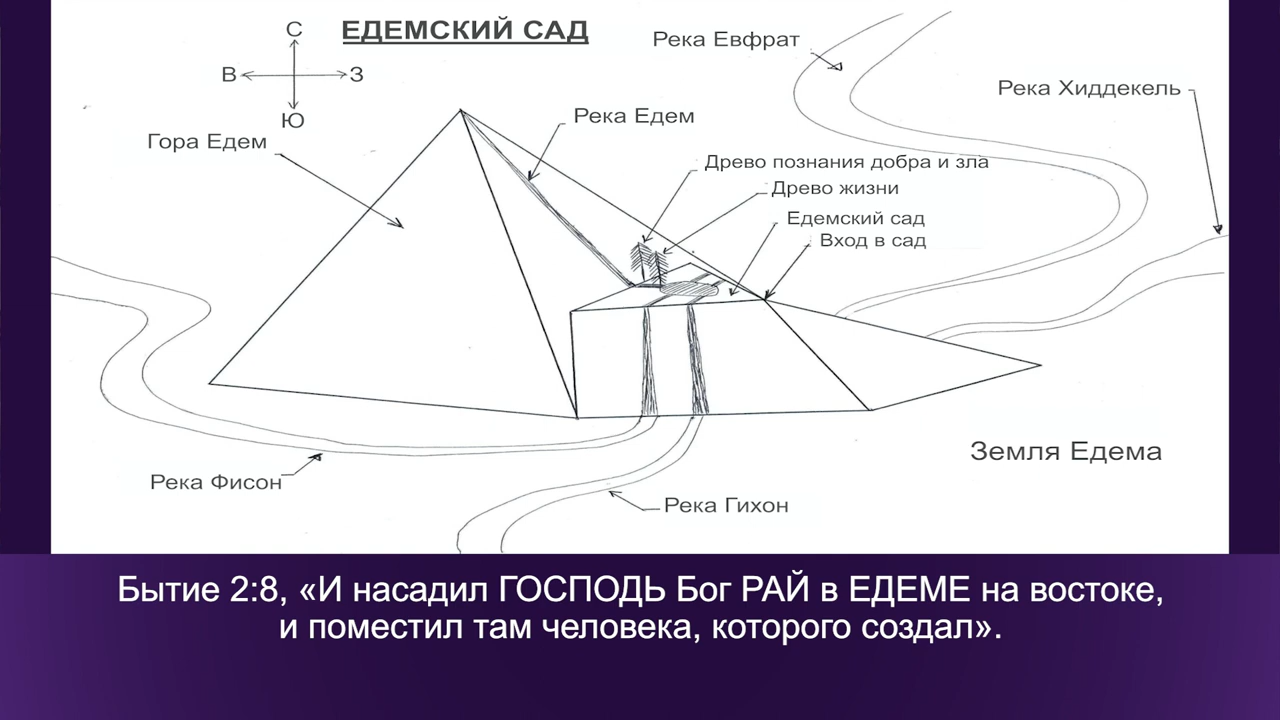 ЕДЕМСКИЙ САД
С
В
З
Ю
Река Евфрат
Река Хиддекель
Река Едем
Гора Едем
Древо познания добра и зла
Древо жизни
Едемский сад
Вход в сад
Земля Едема
Река Фисон
Река Гихон
Бытие 2:8, «И насадил ГОСПОДЬ Бог РАЙ в ЕДЕМЕ на востоке,
и поместил там человека, которого создал».